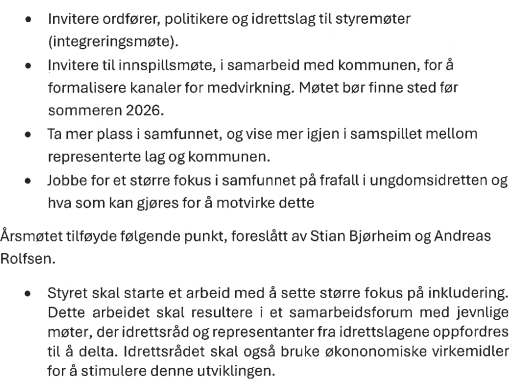 • Invitere ordfører, politikere og idrettslag til styremøter
(integreringsmøte).
• Invitere til innspillsmøte, i samarbeid med kommunen, for å
formalisere kanaler for medvirkning. Møtet bør finne sted før
sommeren 2026.
• Ta mer plass i samfunnet, og vise mer igjen i samspillet mellom
representerte lag og kommunen.
• Jobbe for et større fokus i samfunnet på frafall i ungdomsidretten og
hva som kan gjøres for å motvirke dette
Årsmøtet tilføyde følgende punkt, foreslått av Stian Bjørheim og Andreas
Rolfsen.
• Styret skal starte et arbeid med å sette større fokus på inkludering.
Dette arbeidet skal resultere i et samarbeidsforum med jevnlige
møter, der idrettsråd og representanter fra idrettslagene oppfordres
til å delta. Idrettsrådet skal også bruke økononomiske virkemidler
for å stimulere denne utviklingen.